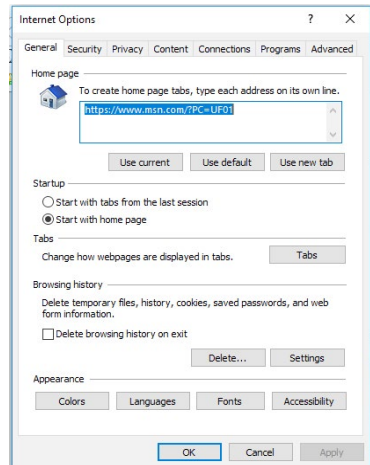 Internet Options ? X
General Security Privacy Content Connections Programs Advanced
Home page
To create home page tabs, type each address on its own line.
https://www.msn.com/?PC=UF01
Use current Use default Use new tab
Startup
Start with tabs from the last session
Start with home page
Tabs
Change how webpages are displayed in tabs. Tabs
Browsing history
Delete temporary files, history, cookies, saved passwords, and web
form information.
Delete browsing history on exit
Delete... Settings
Appearance
Colors Languages Fonts Accessibility
OK Cancel Apply